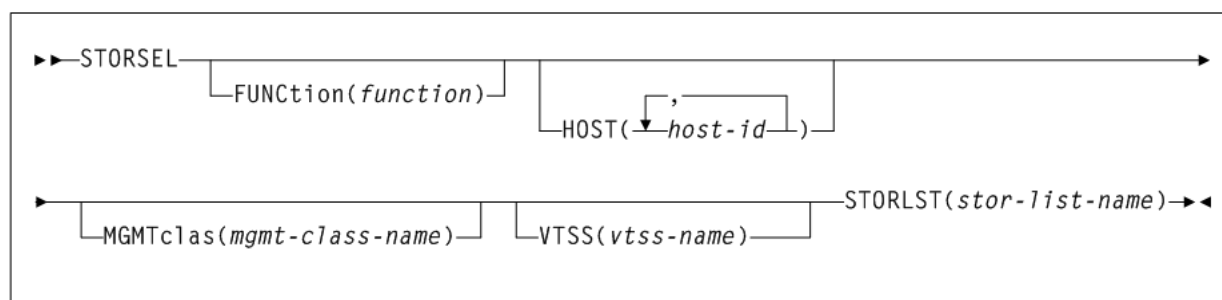 STORSEL
FUNCtion(function)
,
HOST( host-id )
MGMTclas(mgmt-class-name)
VTSS(vtss-name)
STORLST(stor-list-name)